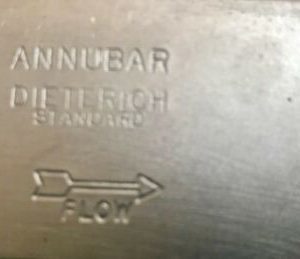 ANNUBAR
DIETERICH
STANDARD
FLOW